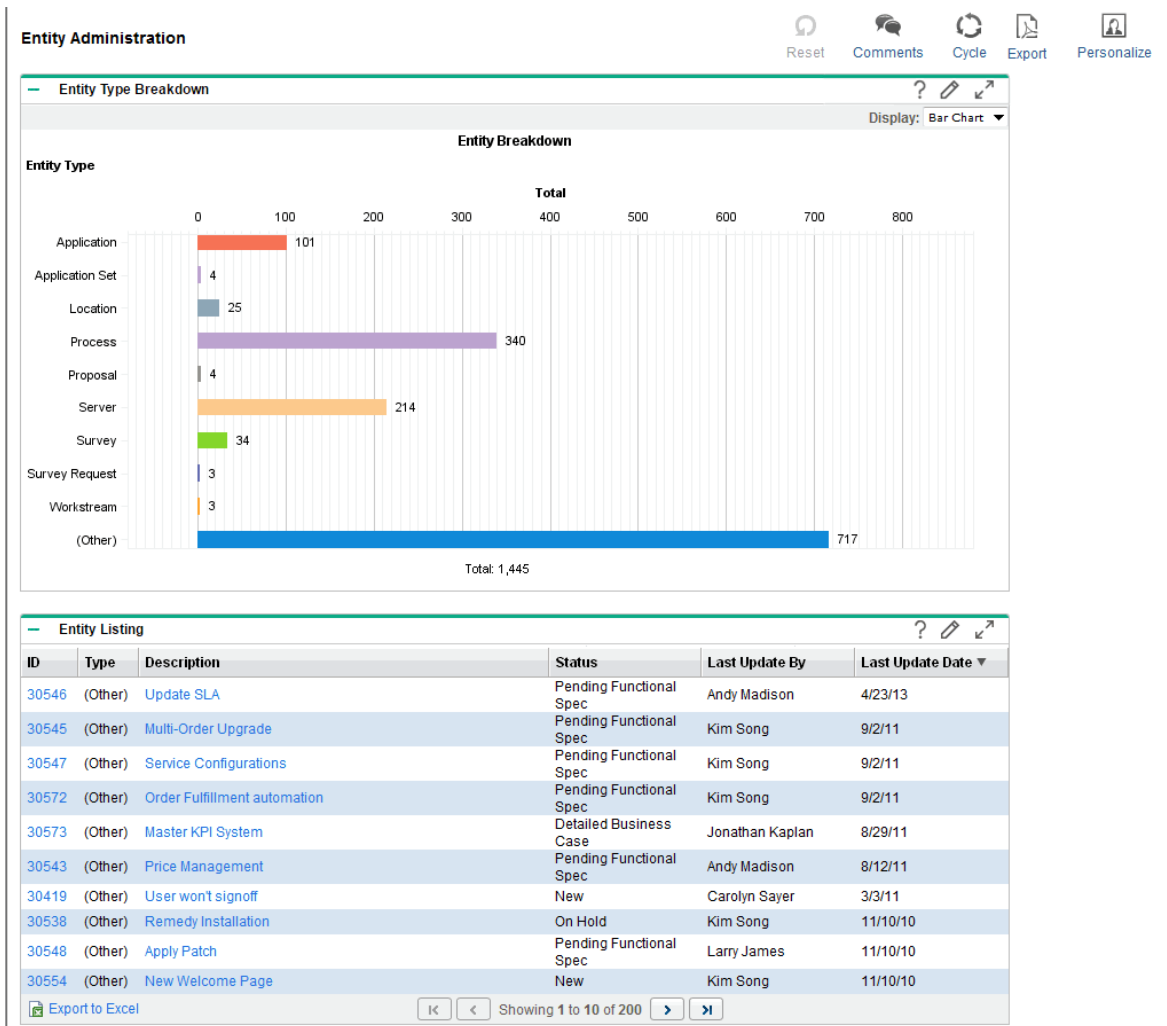 Entity Administration
Reset Comments Cycle Export Personalize
Entity Type Breakdown ?
Display: Bar Chart
Entity Breakdown
Entity Type
Total
0 100 200 300 400 500 600 700 800
Application 101
Application Set 4
Location 25
Process 340
Proposal 4
Server 214
Survey 34
Survey Request 3
Workstream 3
(Other) 717
Total: 1,445
Entity Listing ?
ID Type Description Status Last Update By Last Update Date
30546 (Other) Update SLA Pending Functional Spec Andy Madison 4/23/13
30545 (Other) Multi-Order Upgrade Pending Functional Spec Kim Song 9/2/11
30547 (Other) Service Configurations Pending Functional Spec Kim Song 9/2/11
30572 (Other) Order Fulfillment automation Pending Functional Spec Kim Song 9/2/11
30573 (Other) Master KPI System Detailed Business Case Jonathan Kaplan 8/29/11
30543 (Other) Price Management Pending Functional Spec Andy Madison 8/12/11
30419 (Other) User won't signoff New Carolyn Sayer 3/3/11
30538 (Other) Remedy Installation On Hold Kim Song 11/10/10
30548 (Other) Apply Patch Pending Functional Spec Larry James 11/10/10
30554 (Other) New Welcome Page New Kim Song 11/10/10
Export to Excel Showing 1 to 10 of 200